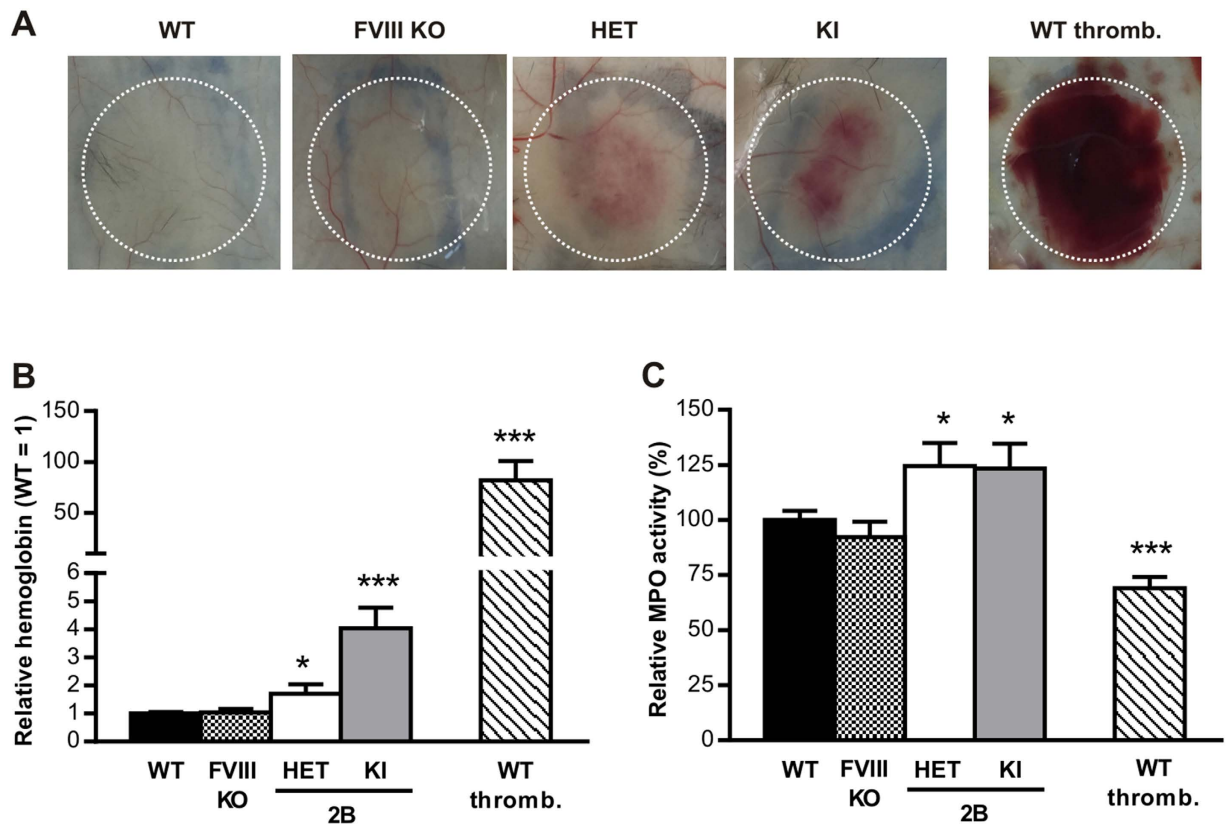 A
WT FVIII KO HET KI WT thromb.
B
Relative hemoglobin (WT = 1)
150
100
50
6
5
4
3
2
1
0
* *** ***
WT FVIII KO HET KI WT thromb.
2B
C
Relative MPO activity (%)
150
125
100
75
50
25
0
* * ***
WT FVIII KO HET KI WT thromb.
2B